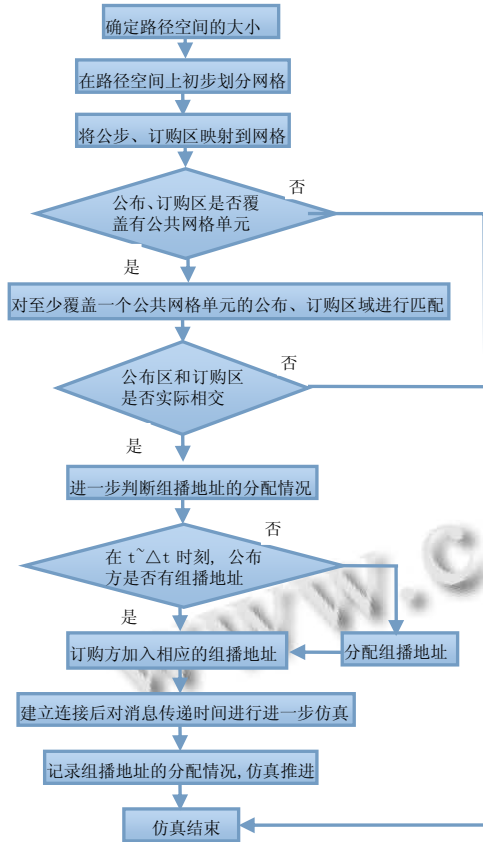 确定路径空间的大小
在路径空间上初步划分网格
将公步、订购区映射到网格
公布、订购区是否覆
盖有公共网格单元
否
是
对至少覆盖一个公共网格单元的公布、订购区域进行匹配
公布区和订购区
是否实际相交
否
是
进一步判断组播地址的分配情况
在 t~△t 时刻, 公布
方是否有组播地址
否
是
订购方加入相应的组播地址
分配组播地址
建立连接后对消息传递时间进行进一步仿真
记录组播地址的分配情况,仿真推进
仿真结束
www.c